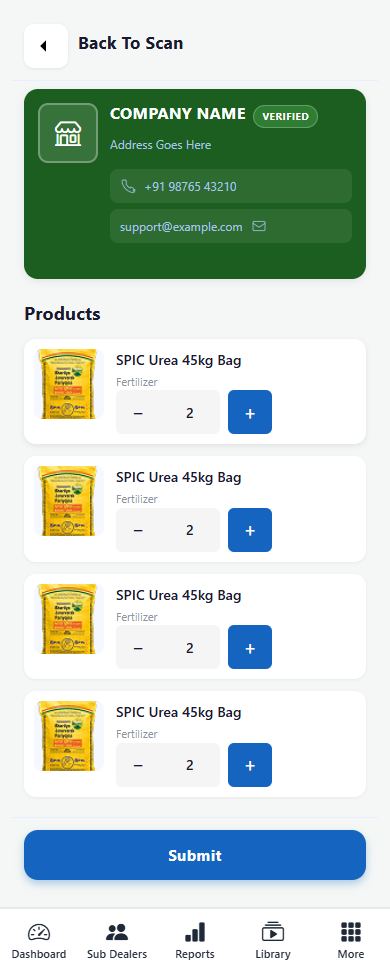 Back To Scan
COMPANY NAME
VERIFIED
Address Goes Here
+91 98765 43210
support@example.com
Products
SPIC Urea 45kg Bag
Fertilizer
− 2 +
SPIC Urea 45kg Bag
Fertilizer
− 2 +
SPIC Urea 45kg Bag
Fertilizer
− 2 +
SPIC Urea 45kg Bag
Fertilizer
− 2 +
Submit
Dashboard
Sub Dealers
Reports
Library
More